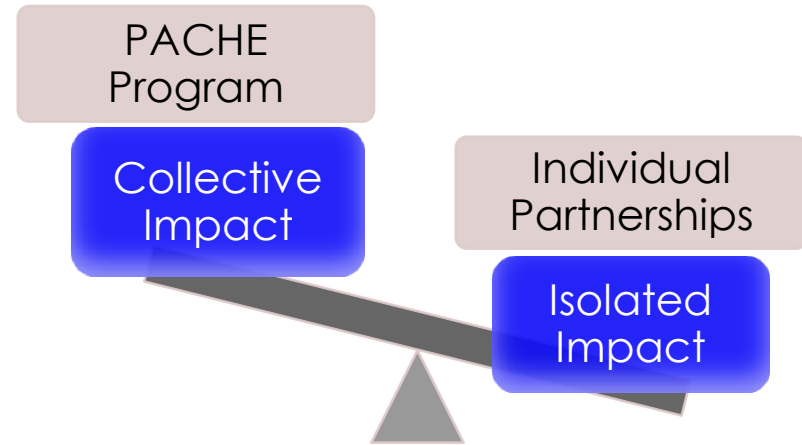 PACHE
Program
Collective
Impact
Individual
Partnerships
Isolated
Impact